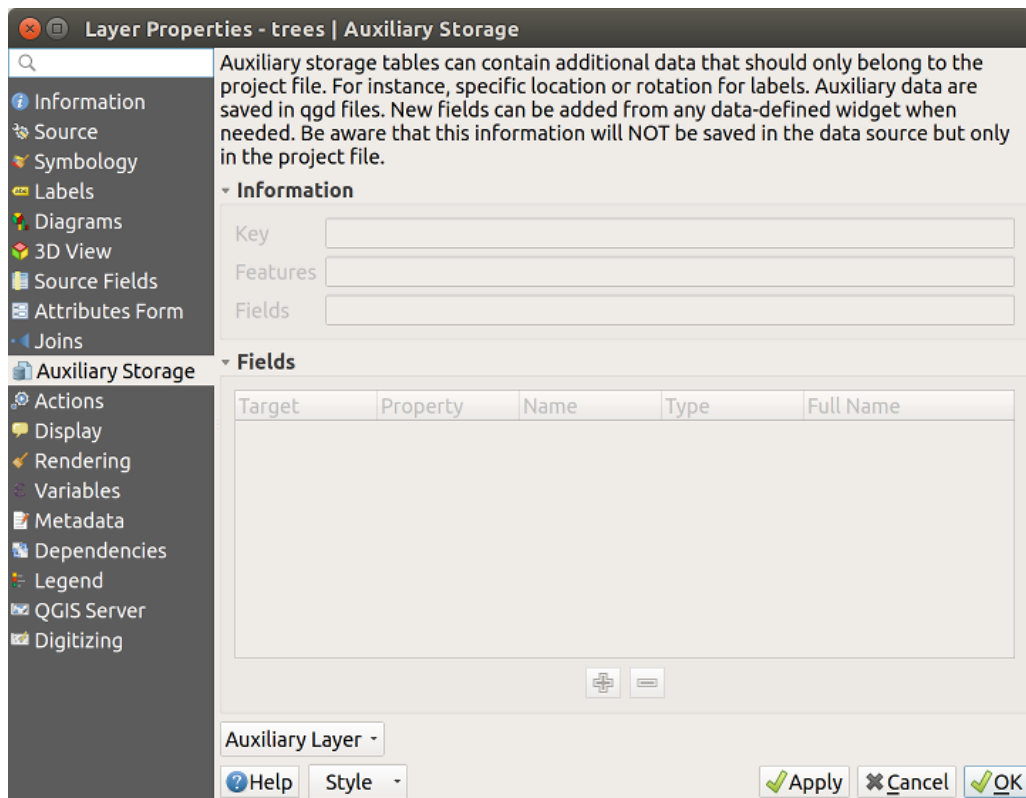 Layer Properties - trees | Auxiliary Storage
Information
Source
Symbology
Labels
Diagrams
3D View
Source Fields
Attributes Form
Joins
Auxiliary Storage
Actions
Display
Rendering
Variables
Metadata
Dependencies
Legend
QGIS Server
Digitizing
Auxiliary storage tables can contain additional data that should only belong to the
project file. For instance, specific location or rotation for labels. Auxiliary data are
saved in qgd files. New fields can be added from any data-defined widget when
needed. Be aware that this information will NOT be saved in the data source but only
in the project file.
Information
Key
Features
Fields
Fields
Target Property Name Type Full Name
Auxiliary Layer
Help Style Apply Cancel OK